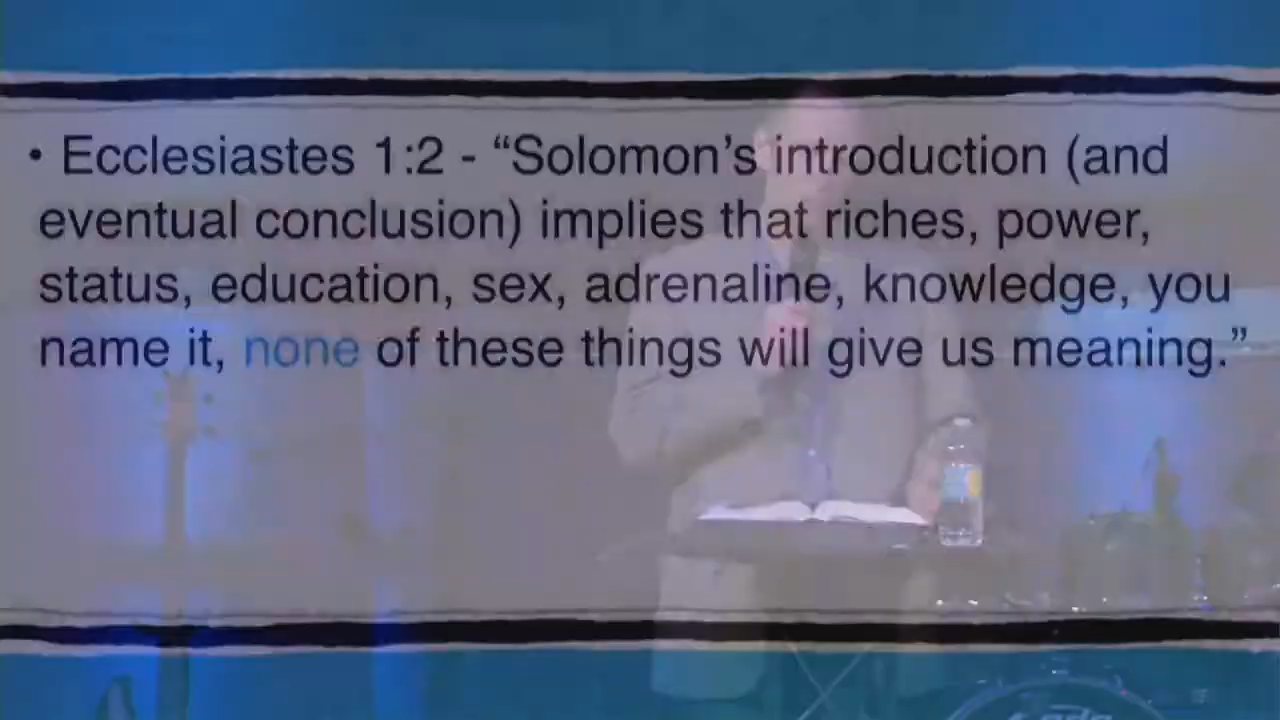 • Ecclesiastes 1:2 - “Solomon’s introduction (and
eventual conclusion) implies that riches, power,
status, education, sex, adrenaline, knowledge, you
name it, none of these things will give us meaning.”